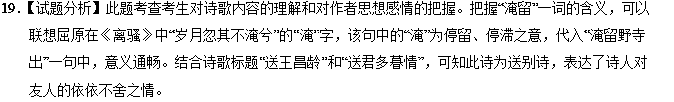 19.【试题分析】此题考查考生对诗歌内容的理解和对作者思想感情的把握。把握“淹留”一词的含义，可以
联想屈原在《离骚》中“岁月忽其不淹兮”的“淹”字，该句中的“淹”为停留、停滞之意，代入“淹留野寺
出”一句中，意义通畅。结合诗歌标题“送王昌龄”和“送君多暮情”，可知此诗为送别诗，表达了诗人对
友人的依依不舍之情。